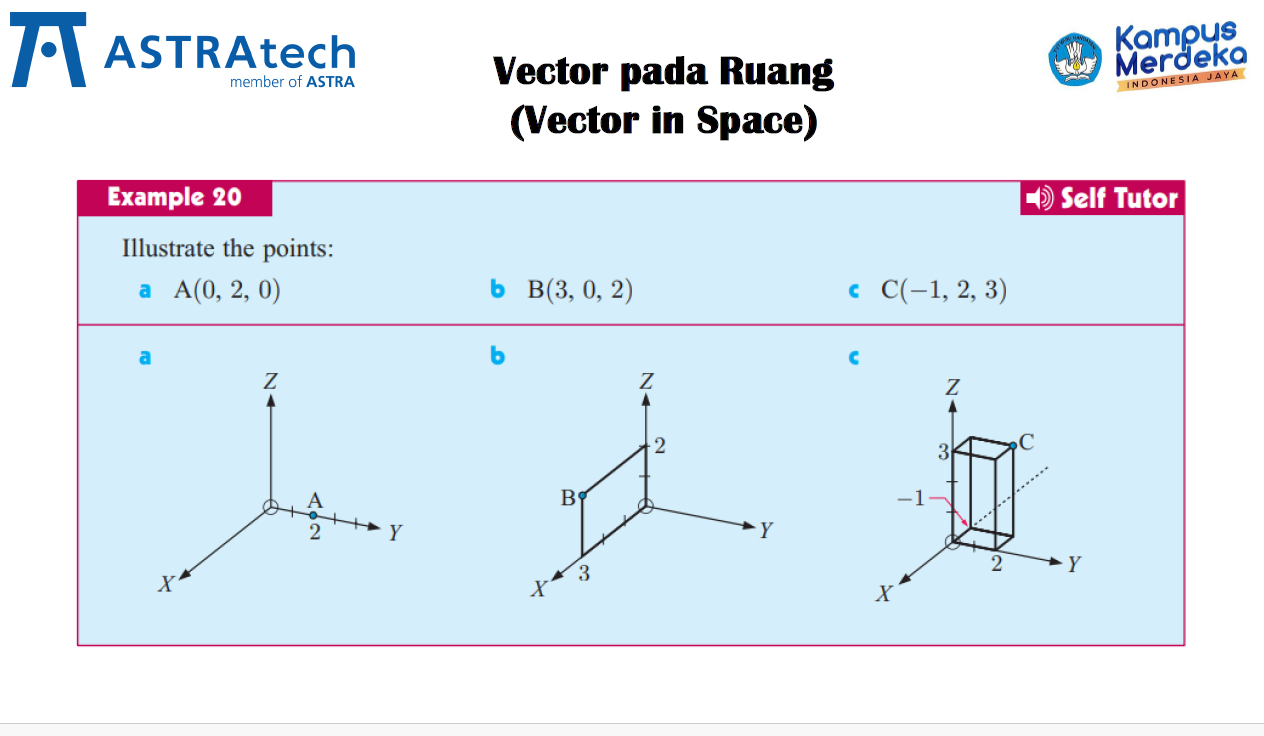 ASTRAtech
member of ASTRA
Kampus
Merdeka
INDONESIA JAYA
Vector pada Ruang
(Vector in Space)
Example 20
Self Tutor
Illustrate the points:
a A(0, 2, 0) b B(3, 0, 2) c C(−1, 2, 3)
a b c
Z
A
2
Y
X
Z
2
B
Y
3
X
Z
3
C
−1
2
Y
X